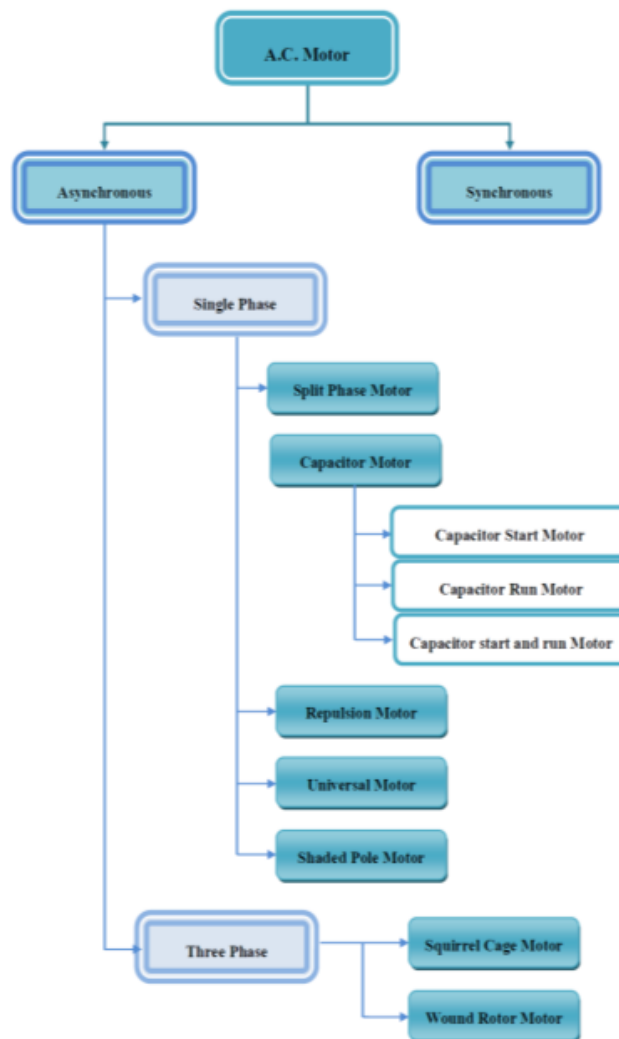 A.C. Motor
Asynchronous
Synchronous
Single Phase
Split Phase Motor
Capacitor Motor
Capacitor Start Motor
Capacitor Run Motor
Capacitor start and run Motor
Repulsion Motor
Universal Motor
Shaded Pole Motor
Three Phase
Squirrel Cage Motor
Wound Rotor Motor